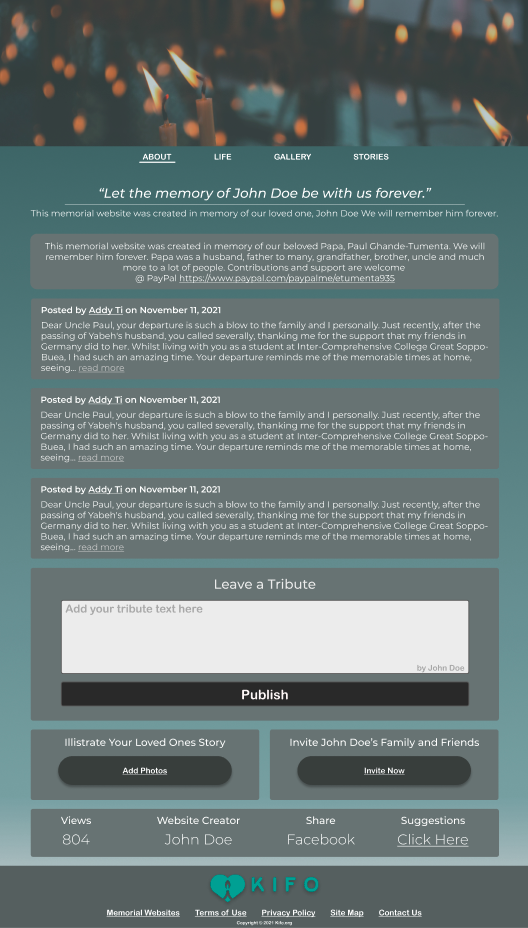 ABOUT LIFE GALLERY STORIES
“Let the memory of John Doe be with us forever.”
This memorial website was created in memory of our loved one, John Doe We will remember him forever.
This memorial website was created in memory of our beloved Papa, Paul Ghande-Tumenta. We will
remember him forever. Papa was a husband, father to many, grandfather, brother, uncle and much
more to a lot of people. Contributions and support are welcome
@ PayPal https://www.paypal.com/paypalme/etumenta935
Posted by Addy Ti on November 11, 2021
Dear Uncle Paul, your departure is such a blow to the family and I personally. Just recently, after the
passing of Yabeh's husband, you called severally, thanking me for the support that my friends in
Germany did to her. Whilst living with you as a student at Inter-Comprehensive College Great Soppo-
Buea, I had such an amazing time. Your departure reminds me of the memorable times at home,
seeing... read more
Posted by Addy Ti on November 11, 2021
Dear Uncle Paul, your departure is such a blow to the family and I personally. Just recently, after the
passing of Yabeh's husband, you called severally, thanking me for the support that my friends in
Germany did to her. Whilst living with you as a student at Inter-Comprehensive College Great Soppo-
Buea, I had such an amazing time. Your departure reminds me of the memorable times at home,
seeing... read more
Posted by Addy Ti on November 11, 2021
Dear Uncle Paul, your departure is such a blow to the family and I personally. Just recently, after the
passing of Yabeh's husband, you called severally, thanking me for the support that my friends in
Germany did to her. Whilst living with you as a student at Inter-Comprehensive College Great Soppo-
Buea, I had such an amazing time. Your departure reminds me of the memorable times at home,
seeing... read more
Leave a Tribute
Add your tribute text here
by John Doe
Publish
Illistrate Your Loved Ones Story
Add Photos
Invite John Doe's Family and Friends
Invite Now
Views Website Creator Share Suggestions
804 John Doe Facebook Click Here
KIFO
Memorial Websites Terms of Use Privacy Policy Site Map Contact Us
Copyright © 2021 Kifo.org